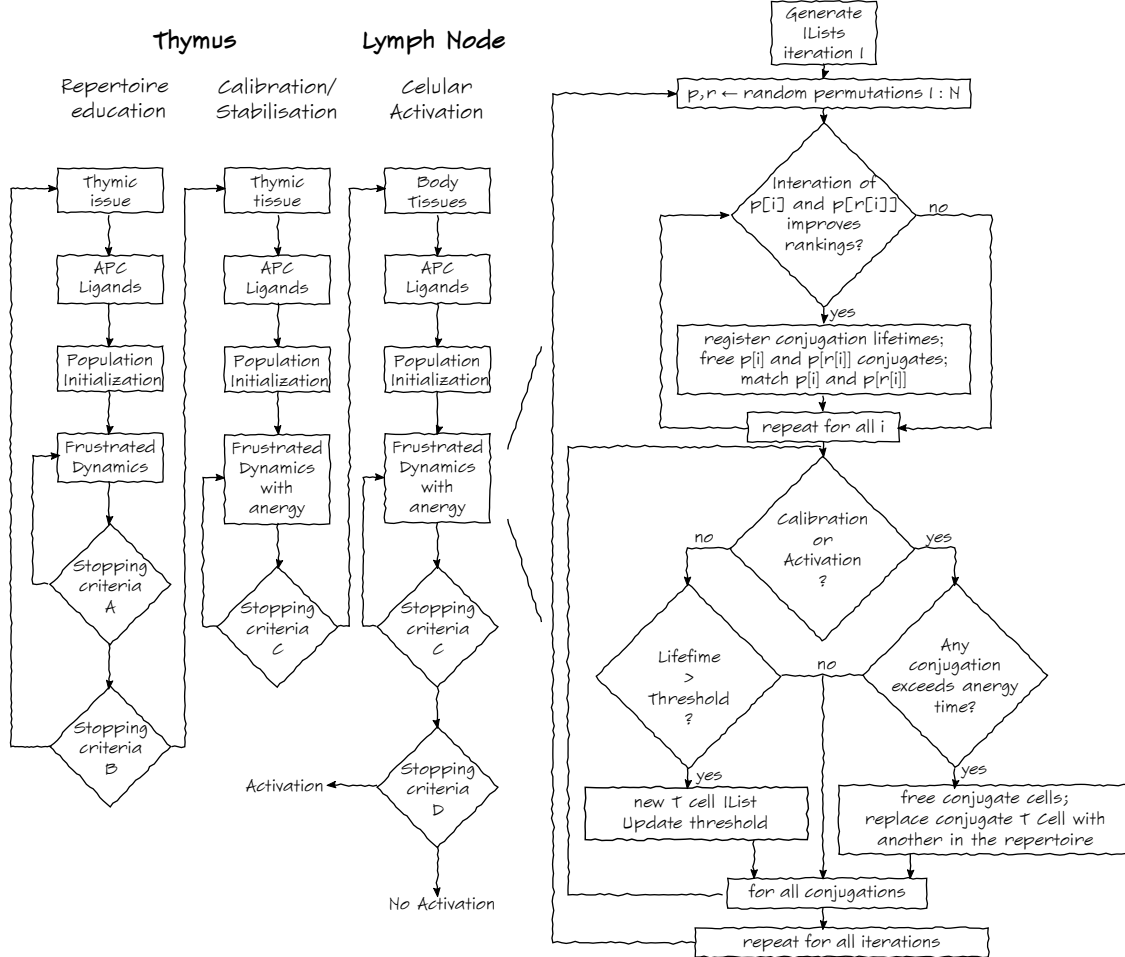 Thymus
Lymph Node
Repertoire
education
Calibration/
Stabilisation
Celular
Activation
Thymic
issue
APC
Ligands
Population
Initialization
Frustrated
Dynamics
Stopping
criteria
A
Stopping
criteria
B
Thymic
tissue
APC
Ligands
Population
Initialization
Frustrated
Dynamics
with
anergy
Stopping
criteria
C
Body
Tissues
APC
Ligands
Population
Initialization
Frustrated
Dynamics
with
anergy
Stopping
criteria
C
Stopping
criteria
D
Activation
No Activation
Generate
ILists
iteration 1
p,r ← random permutations 1 : N
Interation of
p[i] and p[r[i]]
improves
rankings?
no
yes
register conjugation lifetimes;
free p[i] and p[r[i]] conjugates;
match p[i] and p[r[i]]
repeat for all i
Calibration
or
Activation
?
no
yes
Lifefime
>
Threshold
?
no
Any
conjugation
exceeds anergy
time?
yes
yes
new T cell IList
Update threshold
free conjugate cells;
replace conjugate T Cell with
another in the repertoire
for all conjugations
repeat for all iterations